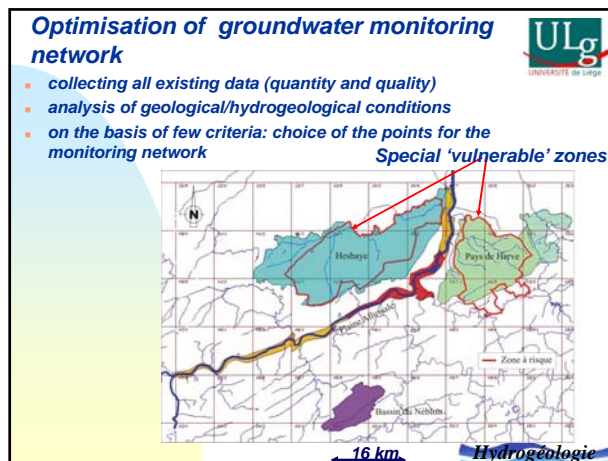 Optimisation of groundwater monitoring
network
ULg
UNIVERSITÉ de Liège
collecting all existing data (quantity and quality)
analysis of geological/hydrogeological conditions
on the basis of few criteria: choice of the points for the
monitoring network
Special 'vulnerable' zones
N
Hesbaye
Pays de Herve
Plaine Alluviale
Zone à risque
Bassin du Néblon
16 km
Hydrogéologie